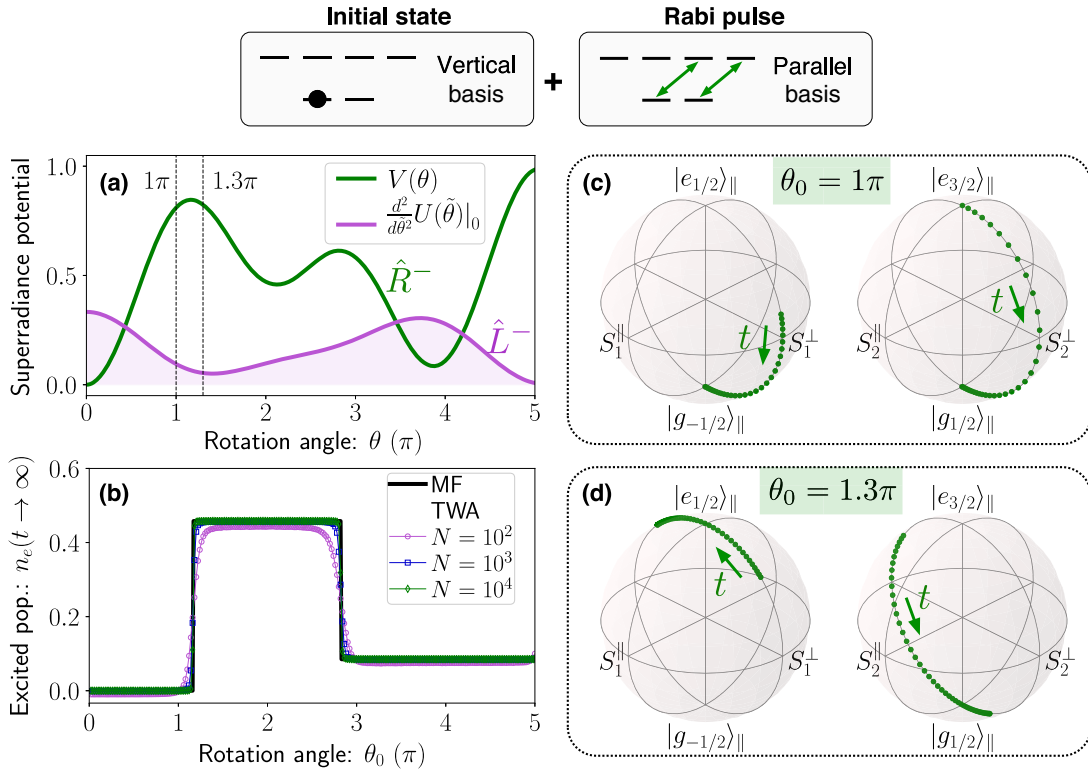 Initial state
Vertical
basis
+
Rabi pulse
Parallel
basis
(a)
1π
1.3π
V(θ)
d²/dθ̃² U(θ̃)|₀
R̂⁻
L̂⁻
Superradiance potential
1.0
0.5
0.0
0 1 2 3 4 5
Rotation angle: θ (π)
(b)
MF
TWA
N = 10²
N = 10³
N = 10⁴
Excited pop.: nₑ(t → ∞)
0.6
0.4
0.2
0.0
0 1 2 3 4 5
Rotation angle: θ₀ (π)
(c)
θ₀ = 1π
|e₁/₂⟩∥
|e₃/₂⟩∥
t
t
S₁∥
S₁⊥
S₂∥
S₂⊥
|g₋₁/₂⟩∥
|g₁/₂⟩∥
(d)
θ₀ = 1.3π
|e₁/₂⟩∥
|e₃/₂⟩∥
t
t
S₁∥
S₁⊥
S₂∥
S₂⊥
|g₋₁/₂⟩∥
|g₁/₂⟩∥